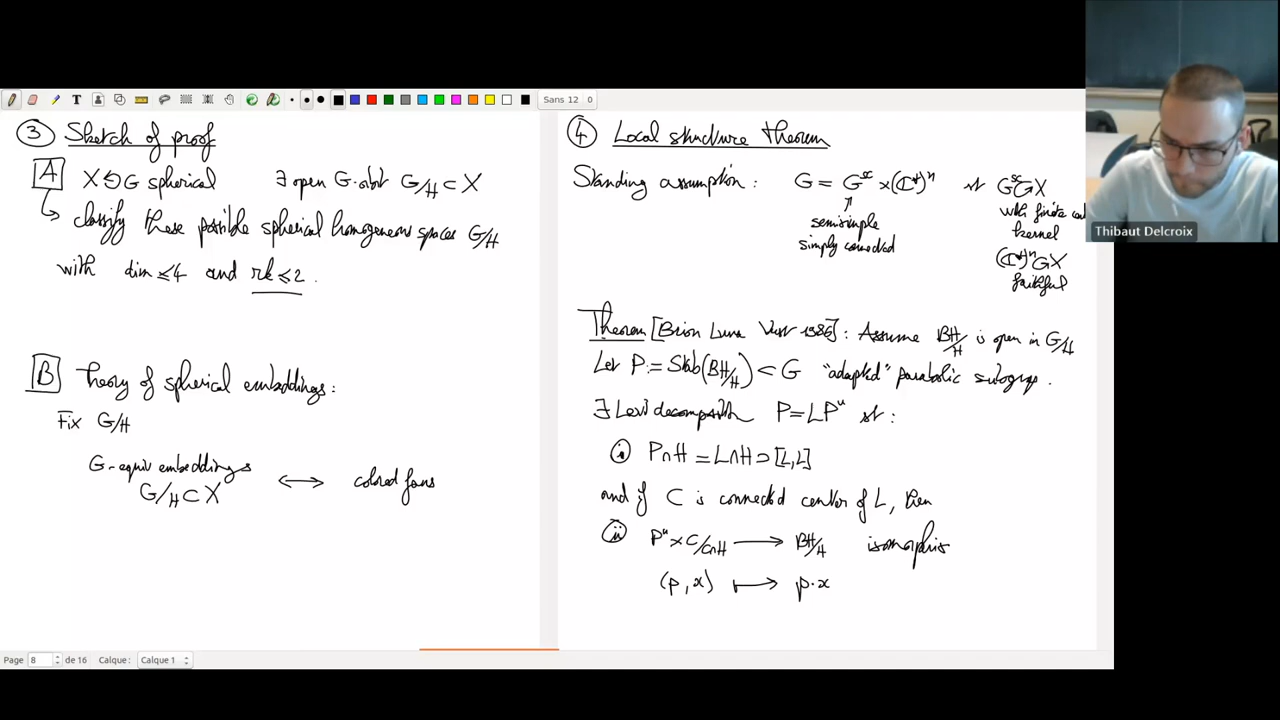 Sans 12 0
③ Sketch of proof
A X ↺ G spherical ∃ open G-orbit G/H ⊂ X
↳ classify these possible spherical homogeneous spaces G/H
with dim ≤ 4 and rk ≤ 2.
B Theory of spherical embeddings:
Fix G/H
G-equiv embeddings
G/H ⊂ X ⟷ colored fans
④ Local structure theorem
Standing assumption: G = G^sc × (ℂ*)^n st G^sc ↻ X
↑
semisimple
simply connected
with finite
kernel
(ℂ*)^n ↻ X
faithful
Theorem [Brion Luna Vust 1986]: Assume BH/H is open in G/H
Let P := Stab(BH/H) < G "adapted" parabolic subgroup.
∃ Levi decomposition P = LP^u st:
ⓘ P∩H = L∩H ⊃ [L,L]
and if C is connected center of L, then
ⓘⓘ P^u × C/C∩H ⟶ BH/H isomorphism
(p, x) ⟼ p·x
Thibaut Delcroix
Page 8 de 16 Calque : Calque 1